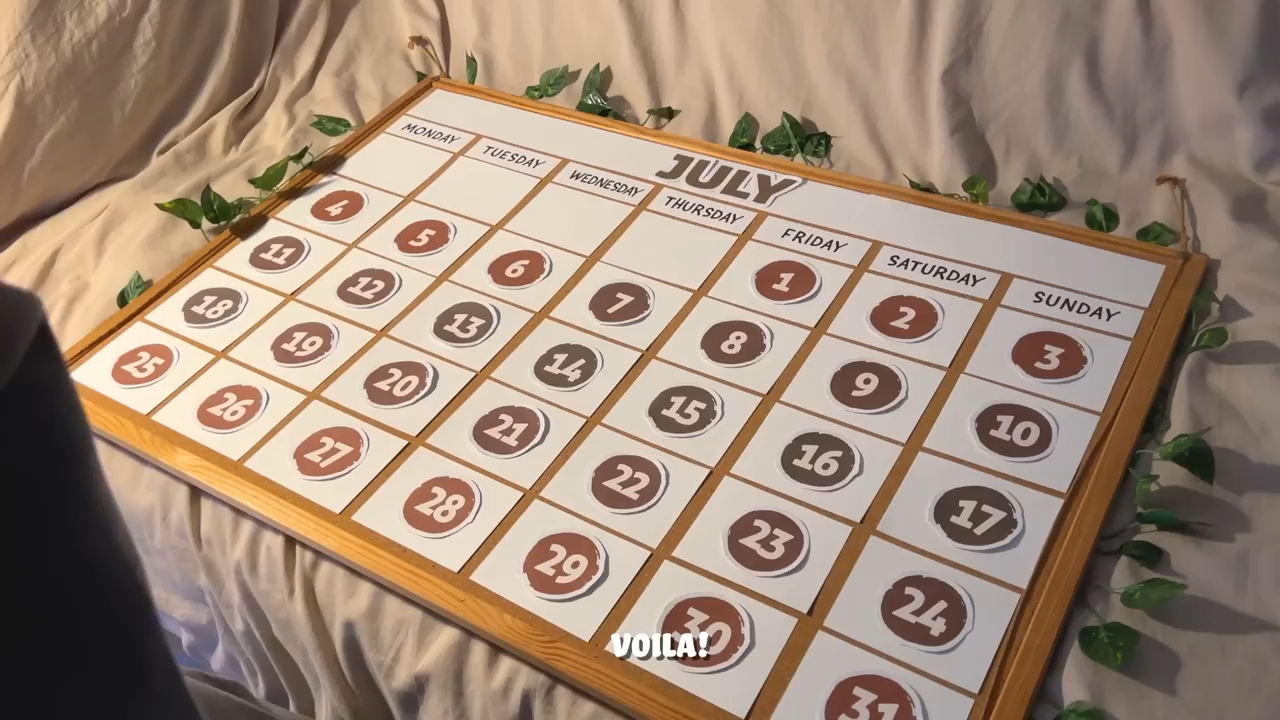 JULY
MONDAY TUESDAY WEDNESDAY THURSDAY FRIDAY SATURDAY SUNDAY
1 2 3
4 5 6 7 8 9 10
11 12 13 14 15 16 17
18 19 20 21 22 23 24
25 26 27 28 29 30 31
VOILA!